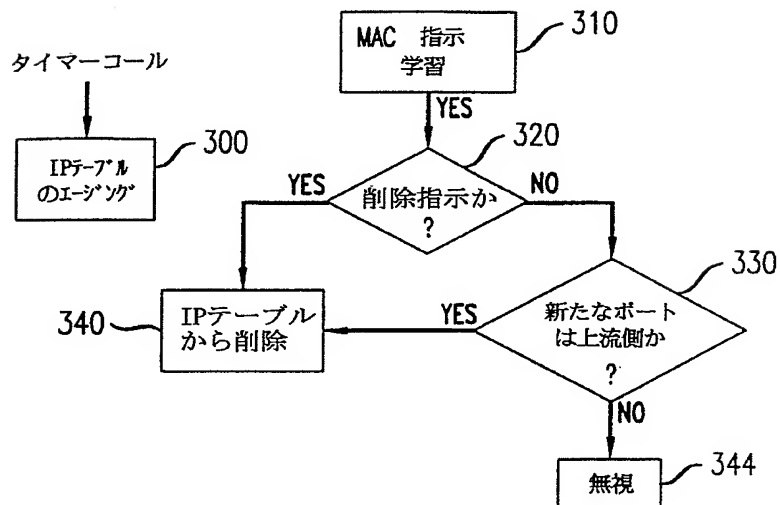 MAC 指示
学習
310
タイマーコール
YES
300
320
IPテーブル
のエージング
YES
削除指示か
?
NO
330
340
IPテーブル
から削除
YES
新たなポート
は上流側か
?
NO
無視
344